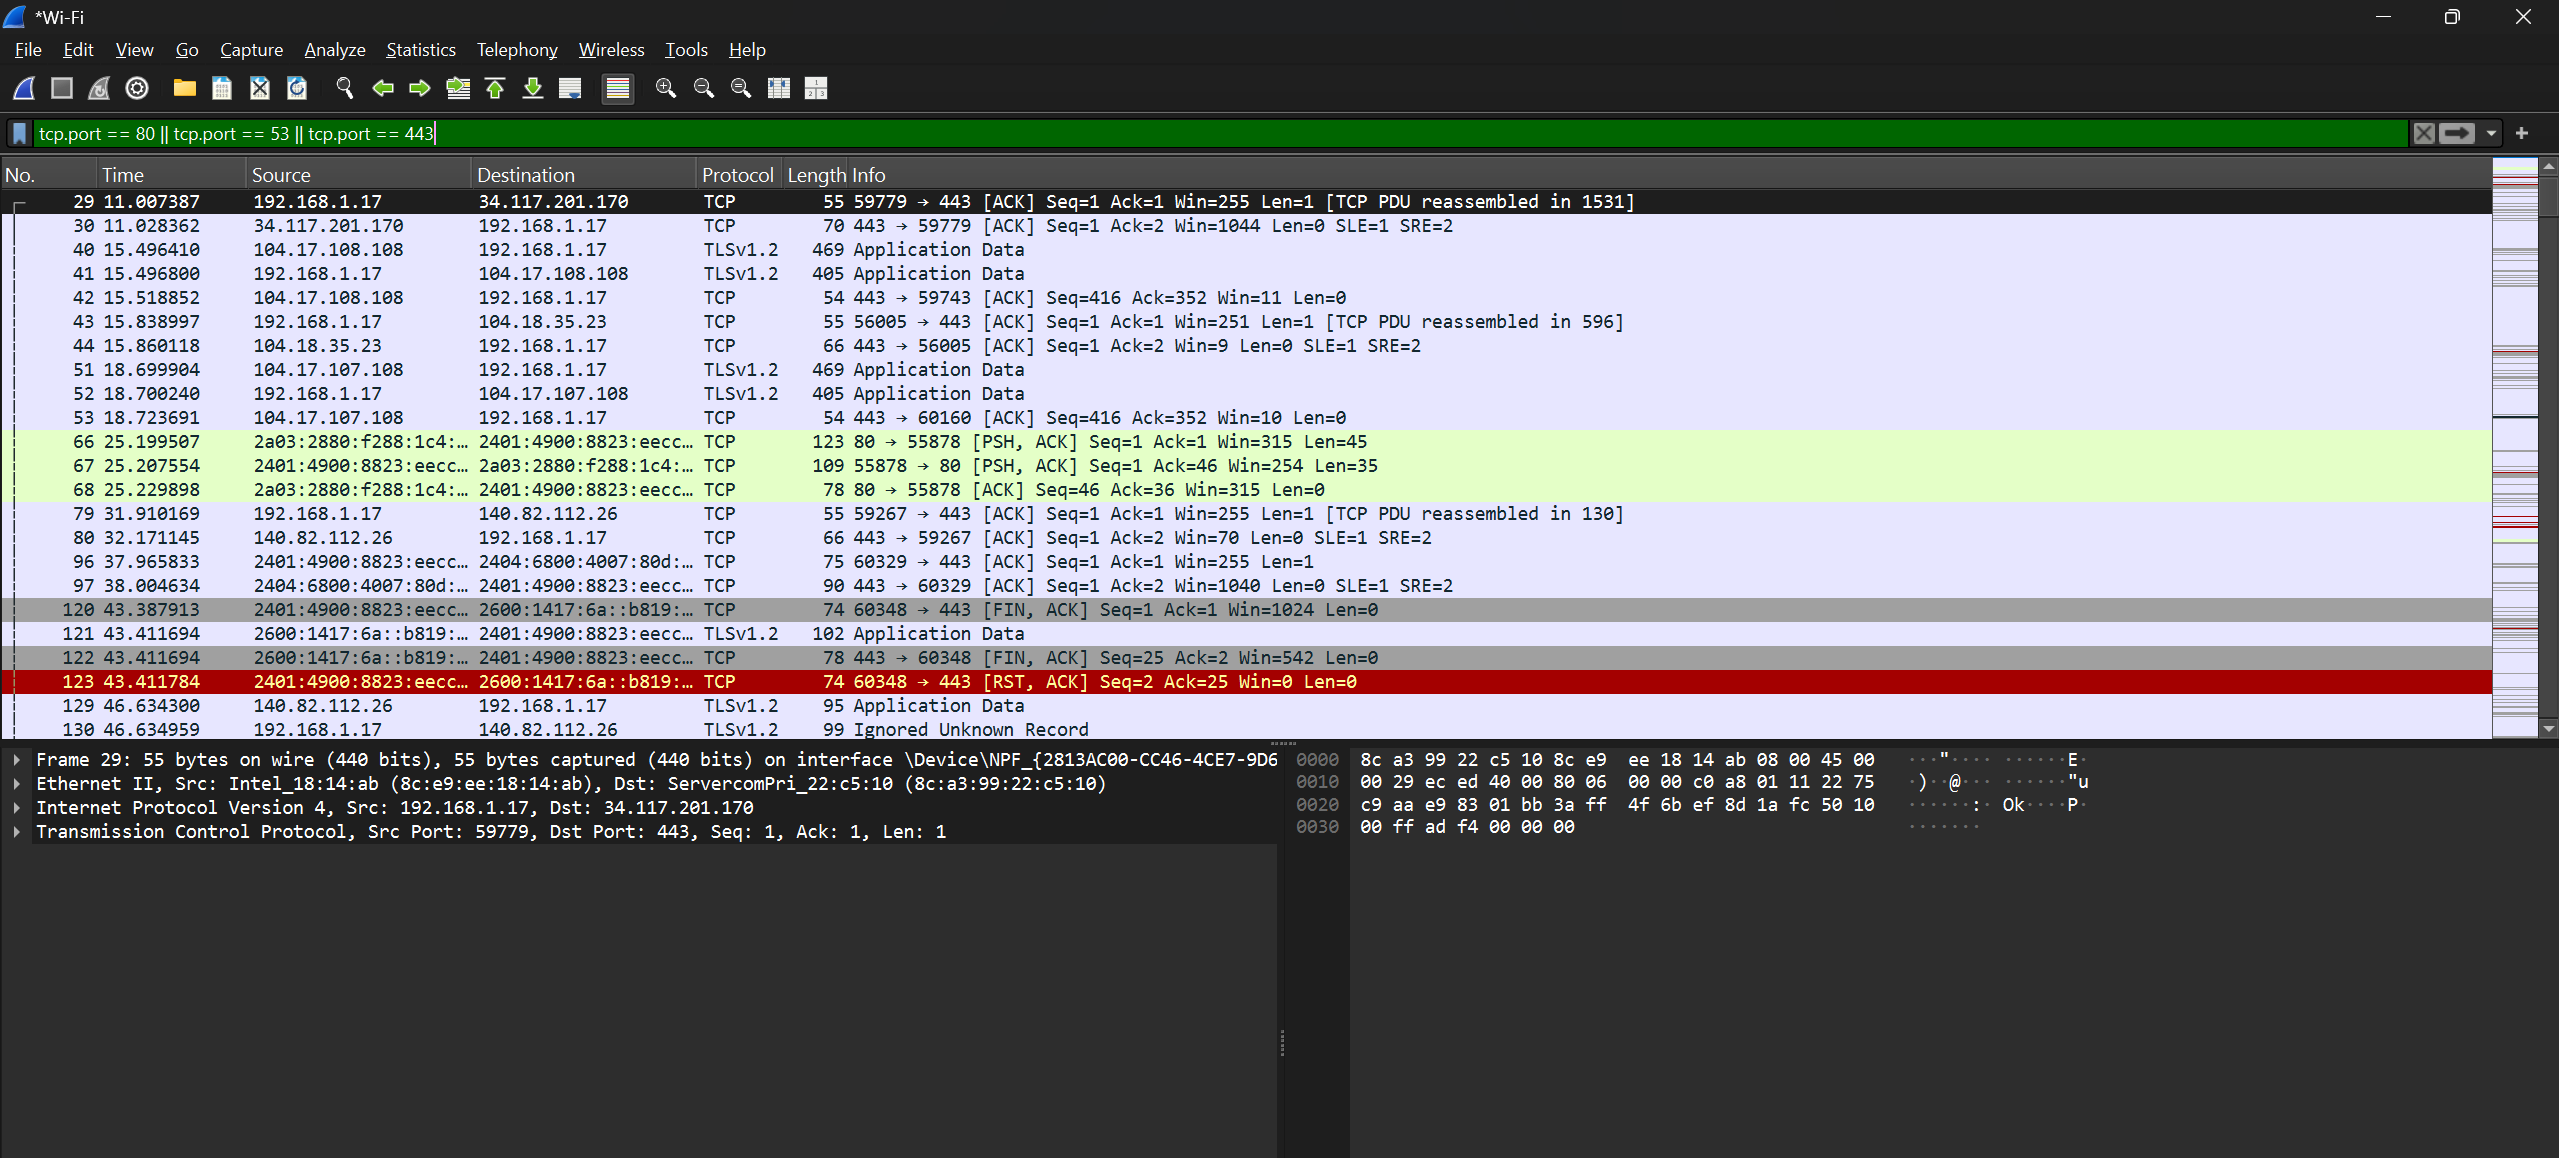 *Wi-Fi
File Edit View Go Capture Analyze Statistics Telephony Wireless Tools Help
tcp.port == 80 || tcp.port == 53 || tcp.port == 443
No. Time Source Destination Protocol Length Info
29 11.007387 192.168.1.17 34.117.201.170 TCP 55 59779 → 443 [ACK] Seq=1 Ack=1 Win=255 Len=1 [TCP PDU reassembled in 1531]
30 11.028362 34.117.201.170 192.168.1.17 TCP 70 443 → 59779 [ACK] Seq=1 Ack=2 Win=1044 Len=0 SLE=1 SRE=2
40 15.496410 104.17.108.108 192.168.1.17 TLSv1.2 469 Application Data
41 15.496800 192.168.1.17 104.17.108.108 TLSv1.2 405 Application Data
42 15.518852 104.17.108.108 192.168.1.17 TCP 54 443 → 59743 [ACK] Seq=416 Ack=352 Win=11 Len=0
43 15.838997 192.168.1.17 104.18.35.23 TCP 55 56005 → 443 [ACK] Seq=1 Ack=1 Win=251 Len=1 [TCP PDU reassembled in 596]
44 15.860118 104.18.35.23 192.168.1.17 TCP 66 443 → 56005 [ACK] Seq=1 Ack=2 Win=9 Len=0 SLE=1 SRE=2
51 18.699904 104.17.107.108 192.168.1.17 TLSv1.2 469 Application Data
52 18.700240 192.168.1.17 104.17.107.108 TLSv1.2 405 Application Data
53 18.723691 104.17.107.108 192.168.1.17 TCP 54 443 → 60160 [ACK] Seq=416 Ack=352 Win=10 Len=0
66 25.199507 2a03:2880:f288:1c4:… 2401:4900:8823:eecc… TCP 123 80 → 55878 [PSH, ACK] Seq=1 Ack=1 Win=315 Len=45
67 25.207554 2401:4900:8823:eecc… 2a03:2880:f288:1c4:… TCP 109 55878 → 80 [PSH, ACK] Seq=1 Ack=46 Win=254 Len=35
68 25.229898 2a03:2880:f288:1c4:… 2401:4900:8823:eecc… TCP 78 80 → 55878 [ACK] Seq=46 Ack=36 Win=315 Len=0
79 31.910169 192.168.1.17 140.82.112.26 TCP 55 59267 → 443 [ACK] Seq=1 Ack=1 Win=255 Len=1 [TCP PDU reassembled in 130]
80 32.171145 140.82.112.26 192.168.1.17 TCP 66 443 → 59267 [ACK] Seq=1 Ack=2 Win=70 Len=0 SLE=1 SRE=2
96 37.965833 2401:4900:8823:eecc… 2404:6800:4007:80d:… TCP 75 60329 → 443 [ACK] Seq=1 Ack=1 Win=255 Len=1
97 38.004634 2404:6800:4007:80d:… 2401:4900:8823:eecc… TCP 90 443 → 60329 [ACK] Seq=1 Ack=2 Win=1040 Len=0 SLE=1 SRE=2
120 43.387913 2401:4900:8823:eecc… 2600:1417:6a::b819:… TCP 74 60348 → 443 [FIN, ACK] Seq=1 Ack=1 Win=1024 Len=0
121 43.411694 2600:1417:6a::b819:… 2401:4900:8823:eecc… TLSv1.2 102 Application Data
122 43.411694 2600:1417:6a::b819:… 2401:4900:8823:eecc… TCP 78 443 → 60348 [FIN, ACK] Seq=25 Ack=2 Win=542 Len=0
123 43.411784 2401:4900:8823:eecc… 2600:1417:6a::b819:… TCP 74 60348 → 443 [RST, ACK] Seq=2 Ack=25 Win=0 Len=0
129 46.634300 140.82.112.26 192.168.1.17 TLSv1.2 95 Application Data
130 46.634959 192.168.1.17 140.82.112.26 TLSv1.2 99 Ignored Unknown Record
Frame 29: 55 bytes on wire (440 bits), 55 bytes captured (440 bits) on interface \Device\NPF_{2813AC00-CC46-4CE7-9D6
Ethernet II, Src: Intel_18:14:ab (8c:e9:ee:18:14:ab), Dst: ServercomPri_22:c5:10 (8c:a3:99:22:c5:10)
Internet Protocol Version 4, Src: 192.168.1.17, Dst: 34.117.201.170
Transmission Control Protocol, Src Port: 59779, Dst Port: 443, Seq: 1, Ack: 1, Len: 1
0000 8c a3 99 22 c5 10 8c e9 ee 18 14 ab 08 00 45 00 ···"···· ······E·
0010 00 29 ec ed 40 00 80 06 00 00 c0 a8 01 11 22 75 ·)··@··· ······"u
0020 c9 aa e9 83 01 bb 3a ff 4f 6b ef 8d 1a fc 50 10 ······:· Ok····P·
0030 00 ff ad f4 00 00 00 ·······